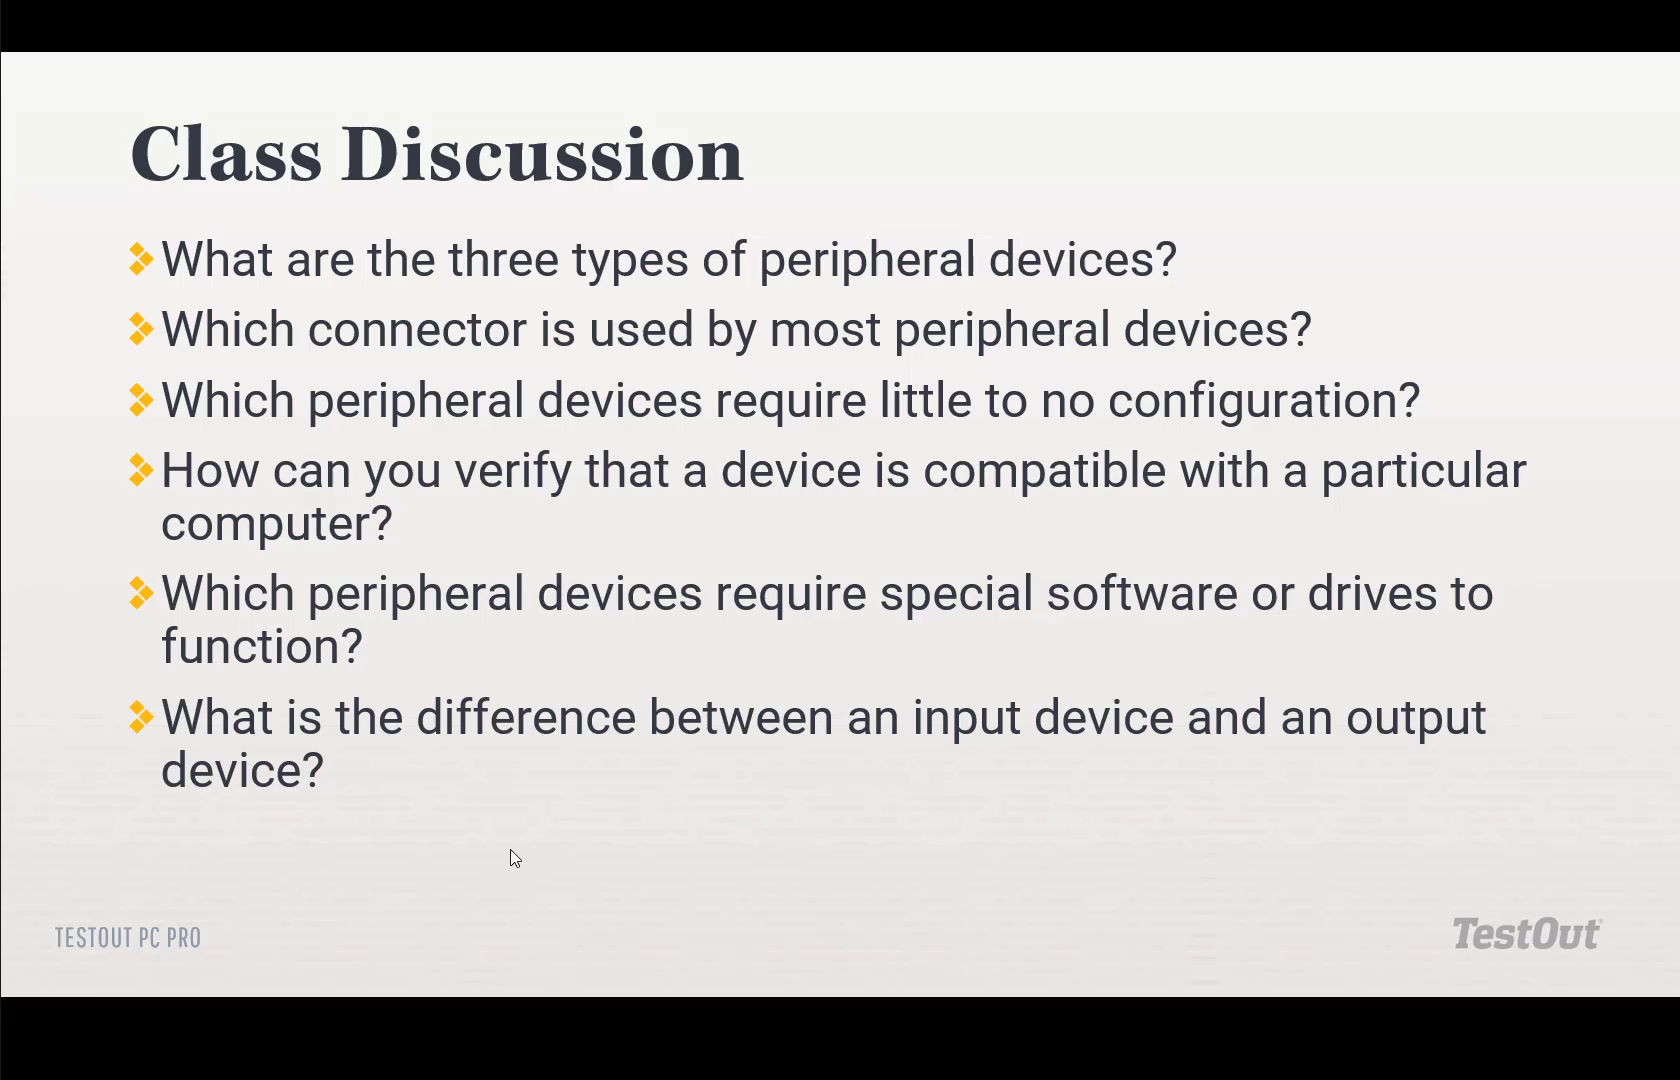 Class Discussion
What are the three types of peripheral devices?
Which connector is used by most peripheral devices?
Which peripheral devices require little to no configuration?
How can you verify that a device is compatible with a particular
computer?
Which peripheral devices require special software or drives to
function?
What is the difference between an input device and an output
device?
TESTOUT PC PRO
TestOut